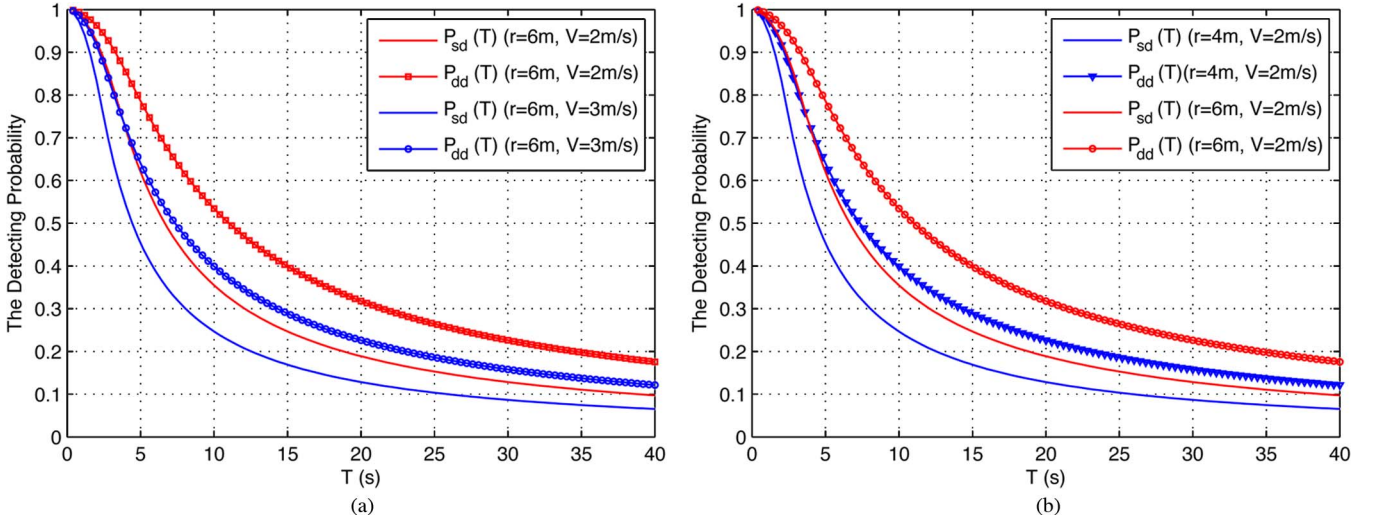 1
0.9
0.8
0.7
0.6
0.5
0.4
0.3
0.2
0.1
0
The Detecting Probability
Psd (T) (r=6m, V=2m/s)
Pdd (T) (r=6m, V=2m/s)
Psd (T) (r=6m, V=3m/s)
Pdd (T) (r=6m, V=3m/s)
0 5 10 15 20 25 30 35 40
T (s)
(a)
1
0.9
0.8
0.7
0.6
0.5
0.4
0.3
0.2
0.1
0
The Detecting Probability
Psd (T) (r=4m, V=2m/s)
Pdd (T)(r=4m, V=2m/s)
Psd (T) (r=6m, V=2m/s)
Pdd (T) (r=6m, V=2m/s)
0 5 10 15 20 25 30 35 40
T (s)
(b)